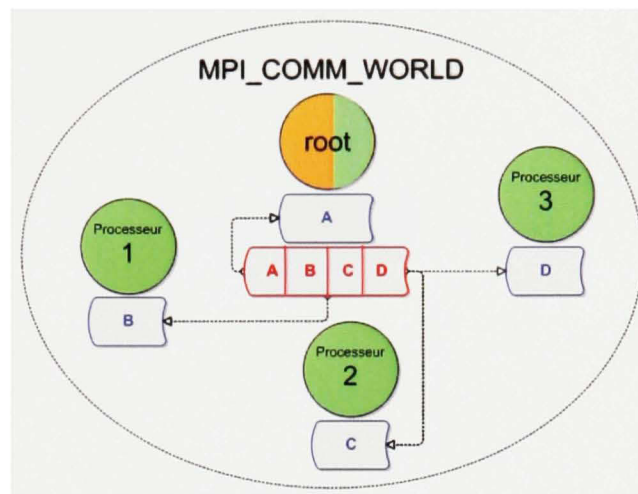 MPI_COMM_WORLD
root
A
A B C D
Processeur
1
B
Processeur
2
C
Processeur
3
D